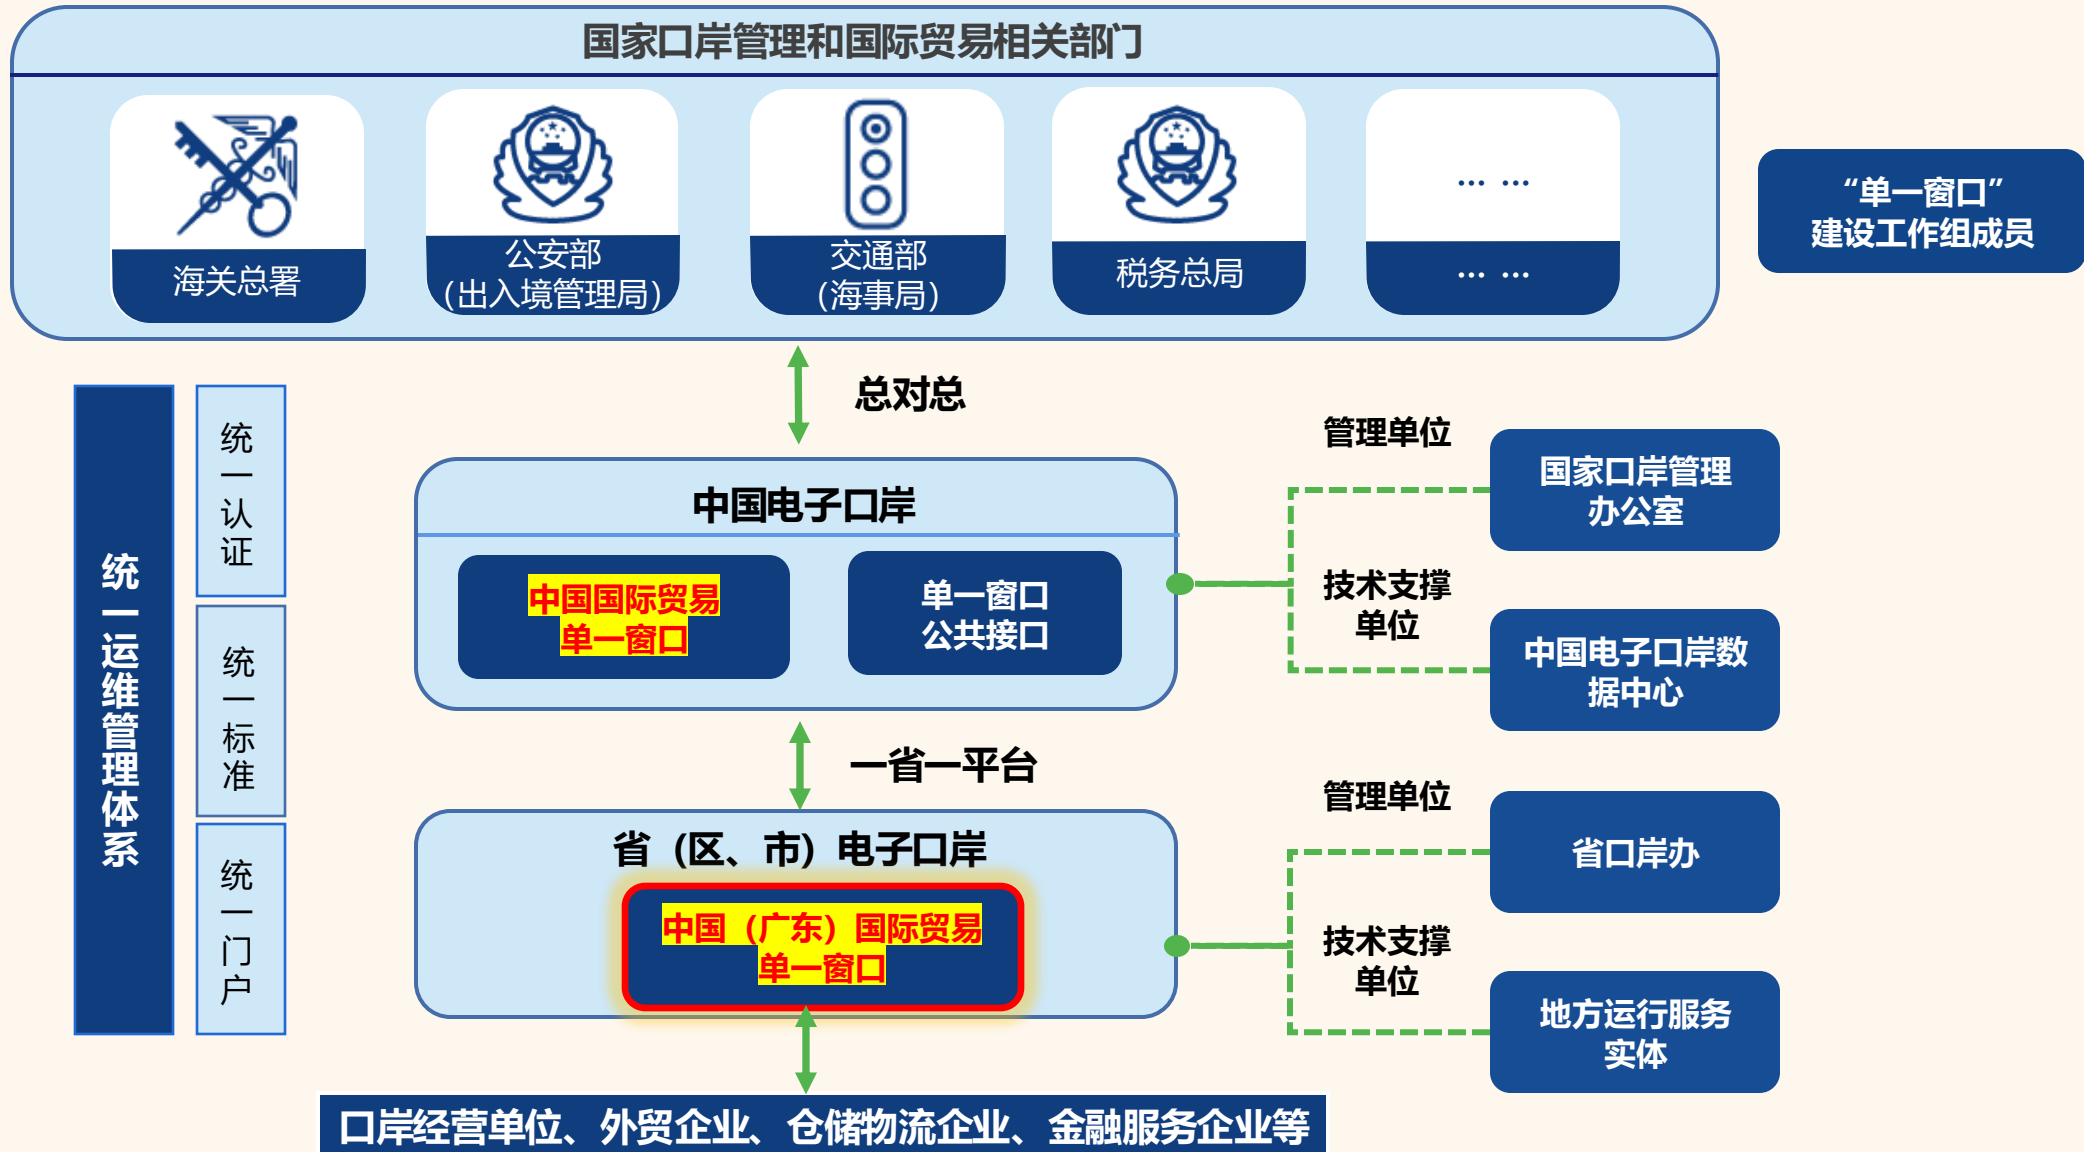 国家口岸管理和国际贸易相关部门
海关总署
公安部
（出入境管理局）
交通部
（海事局）
税务总局
… …
… …
“单一窗口”
建设工作组成员
总对总
统一运维管理体系
统一认证
统一标准
统一门户
中国电子口岸
中国国际贸易
单一窗口
单一窗口
公共接口
管理单位
国家口岸管理
办公室
技术支撑
单位
中国电子口岸数
据中心
一省一平台
省（区、市）电子口岸
中国（广东）国际贸易
单一窗口
管理单位
省口岸办
技术支撑
单位
地方运行服务
实体
口岸经营单位、外贸企业、仓储物流企业、金融服务企业等